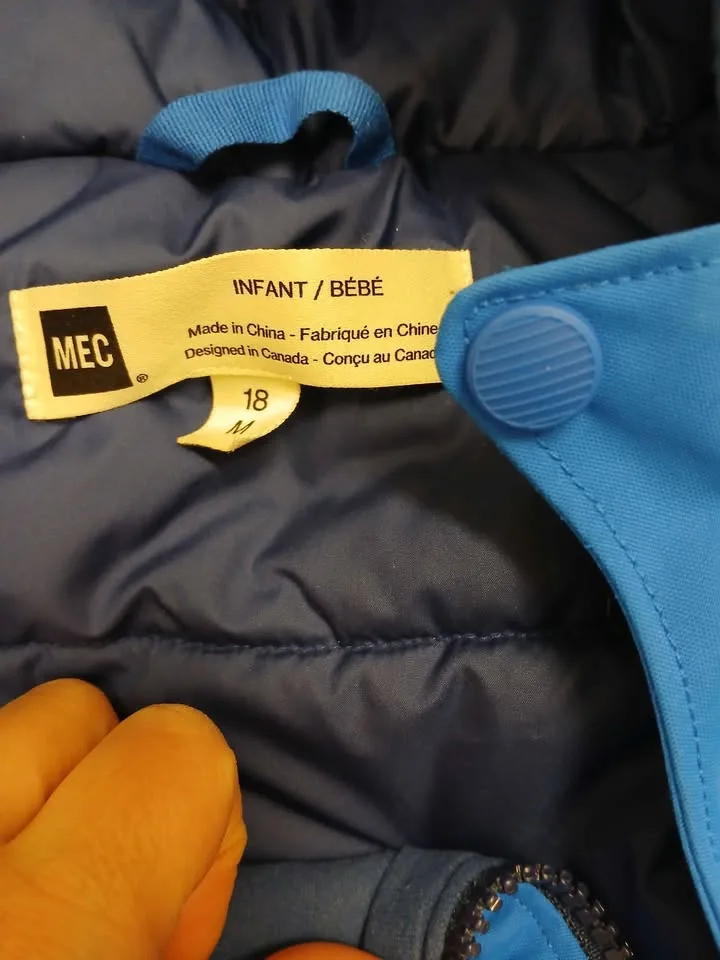 INFANT / BÉBÉ
MEC
®
Made in China - Fabriqué en Chine
Designed in Canada - Conçu au Canad
18
M